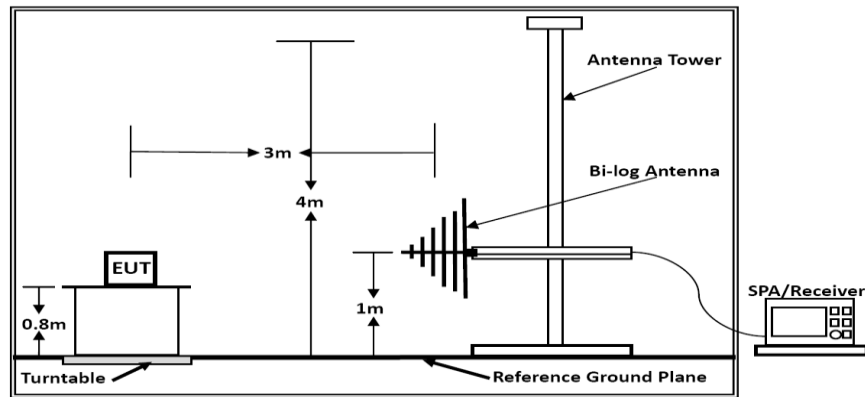 Antenna Tower
3m
Bi-log Antenna
4m
EUT
SPA/Receiver
0.8m
1m
Turntable
Reference Ground Plane